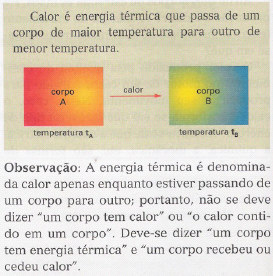 Calor é energia térmica que passa de um
corpo de maior temperatura para outro de
menor temperatura.
corpo
A
calor
corpo
B
temperatura tA
temperatura tB
Observação: A energia térmica é denomina-
da calor apenas enquanto estiver passando de
um corpo para outro; portanto, não se deve
dizer "um corpo tem calor" ou "o calor conti-
do em um corpo". Deve-se dizer "um corpo
tem energia térmica" e "um corpo recebeu ou
cedeu calor".